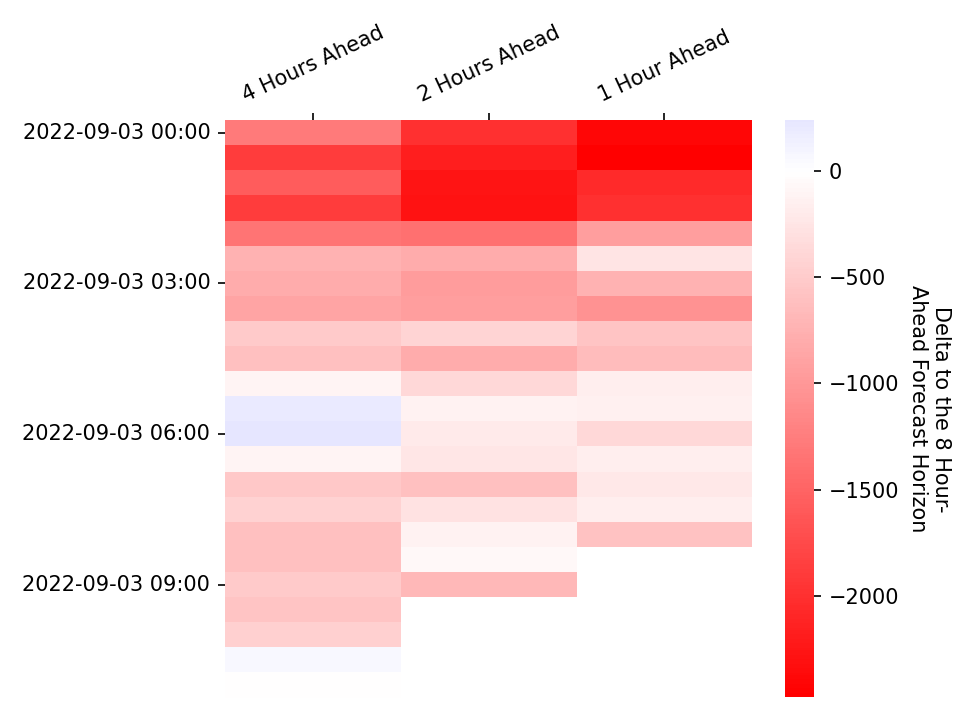 4 Hours Ahead
2 Hours Ahead
1 Hour Ahead
2022-09-03 00:00
2022-09-03 03:00
2022-09-03 06:00
2022-09-03 09:00
0
−500
−1000
−1500
−2000
Delta to the 8 Hour-
Ahead Forecast Horizon